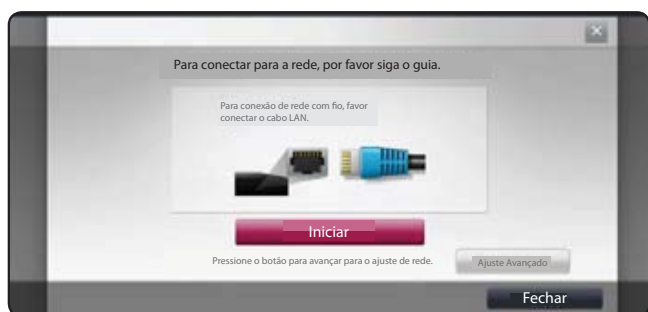 Para conectar para a rede, por favor siga o guia.
Para conexão de rede com fio, favor
conectar o cabo LAN.
Iniciar
Pressione o botão para avançar para o ajuste de rede.
Ajuste Avançado
Fechar